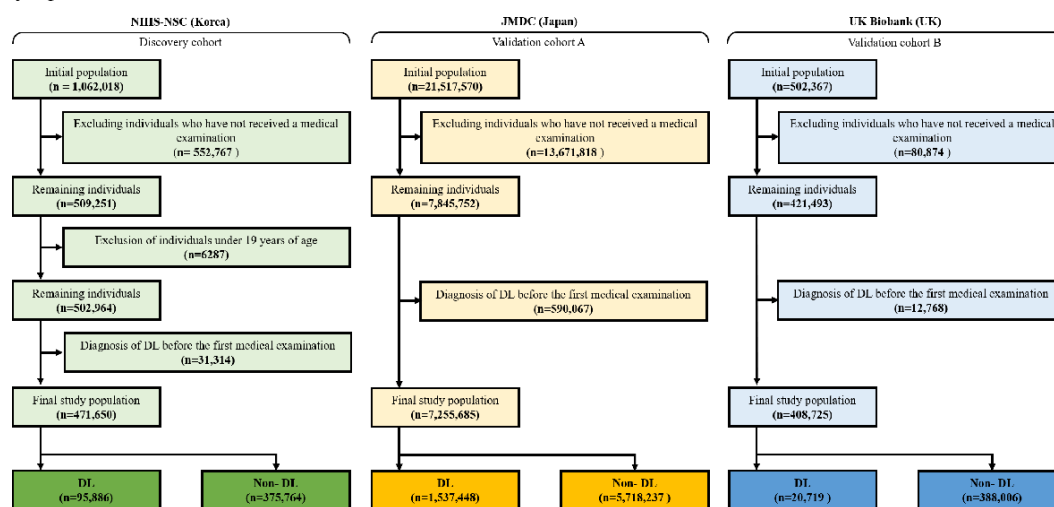 NHIS-NSC (Korea)
Discovery cohort
Initial population
(n = 1,062,018)
Excluding individuals who have not received a medical
examination
(n= 552,767 )
Remaining individuals
(n=509,251)
Exclusion of individuals under 19 years of age
(n=6287)
Remaining individuals
(n=502,964)
Diagnosis of DL before the first medical examination
(n=31,314)
Final study population
(n=471,650)
DL
(n=95,886)
Non- DL
(n=375,764)
JMDC (Japan)
Validation cohort A
Initial population
(n=21,517,570)
Excluding individuals who have not received a medical
examination
(n=13,671,818 )
Remaining individuals
(n=7,845,752)
Diagnosis of DL before the first medical examination
(n=590,067)
Final study population
(n=7,255,685)
DL
(n=1,537,448)
Non- DL
(n=5,718,237 )
UK Biobank (UK)
Validation cohort B
Initial population
(n=502,367)
Excluding individuals who have not received a medical
examination
(n=80,874 )
Remaining individuals
(n=421,493)
Diagnosis of DL before the first medical examination
(n=12,768)
Final study population
(n=408,725)
DL
(n=20,719 )
Non- DL
(n=388,006)